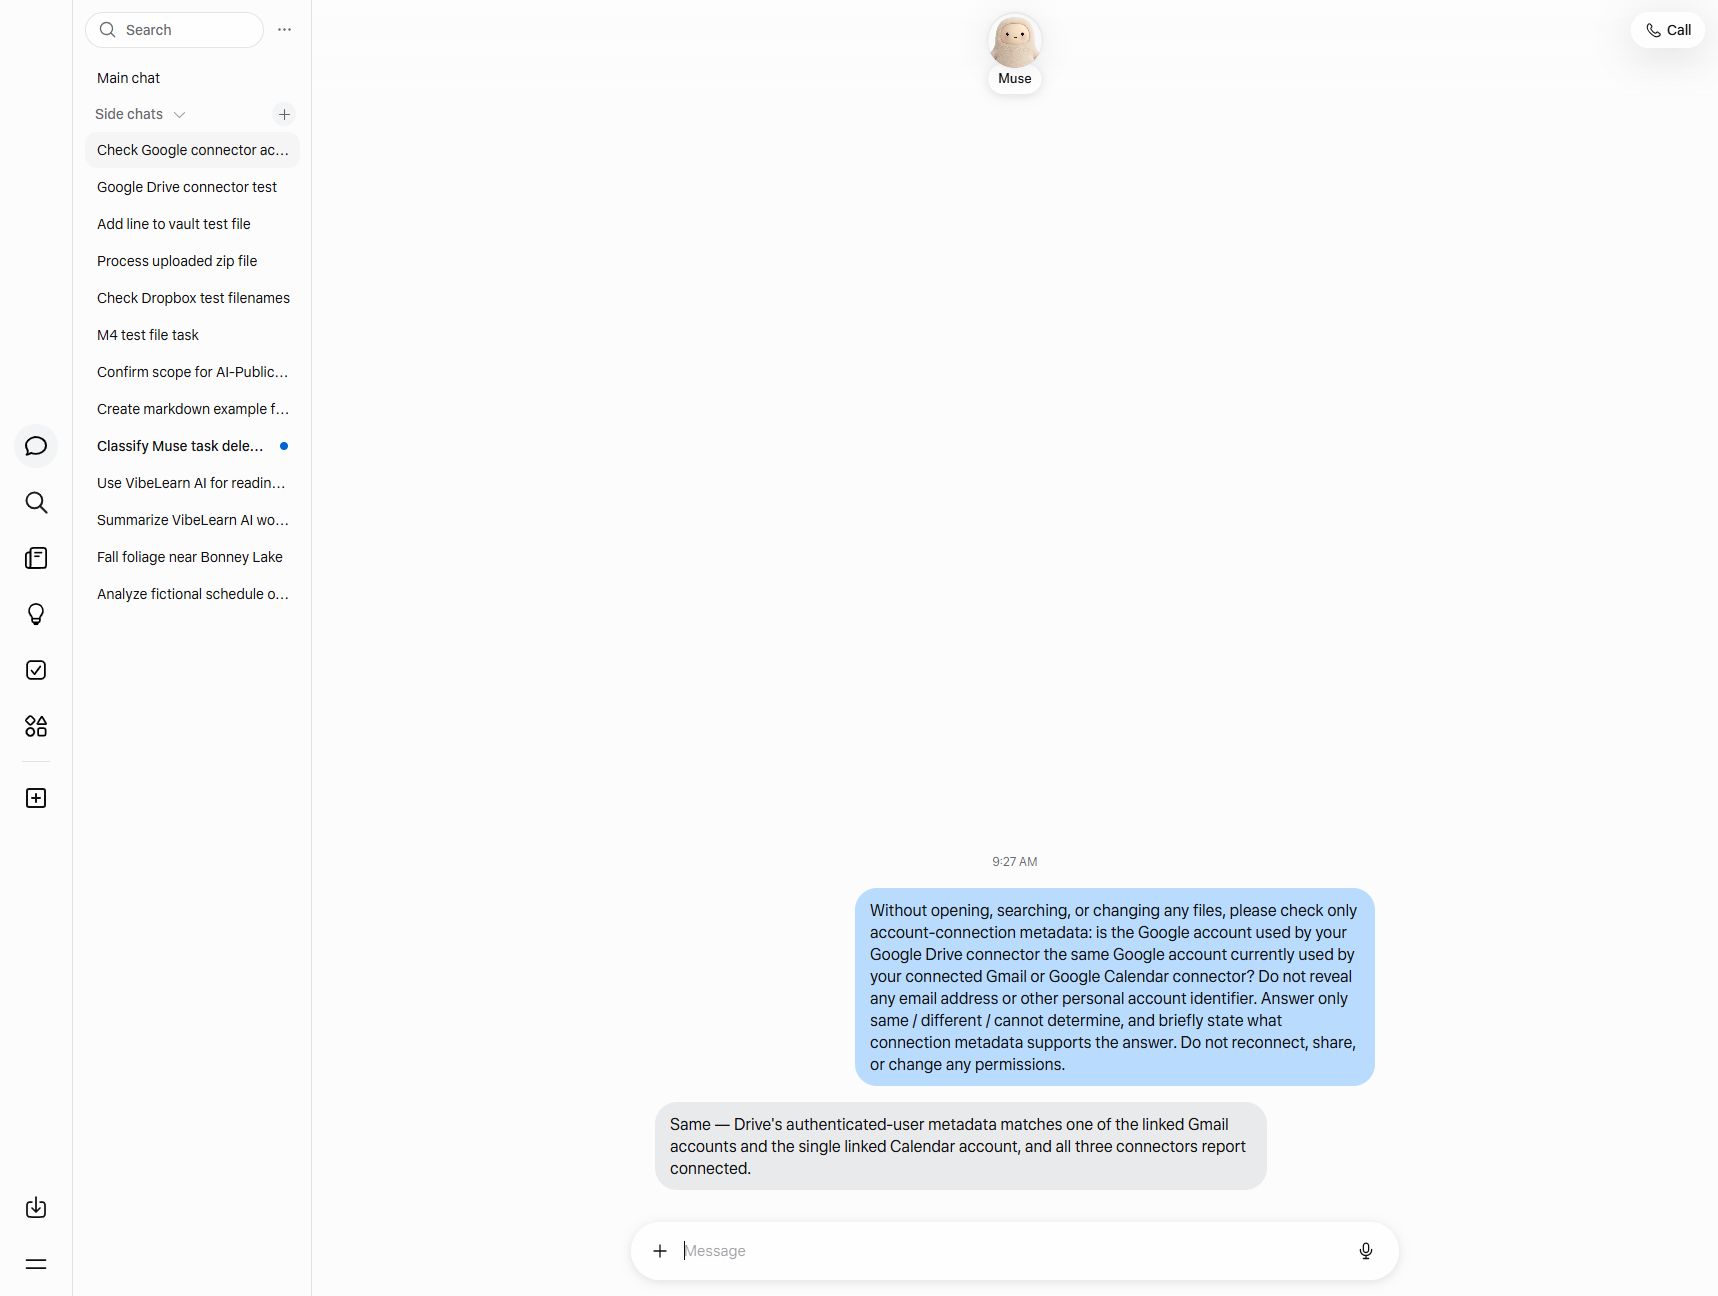 Search
Main chat
Side chats
Check Google connector ac...
Google Drive connector test
Add line to vault test file
Process uploaded zip file
Check Dropbox test filenames
M4 test file task
Confirm scope for AI-Public...
Create markdown example f...
Classify Muse task dele...
Use VibeLearn AI for readin...
Summarize VibeLearn AI wo...
Fall foliage near Bonney Lake
Analyze fictional schedule o...
Muse
Call
9:27 AM
Without opening, searching, or changing any files, please check only
account-connection metadata: is the Google account used by your
Google Drive connector the same Google account currently used by
your connected Gmail or Google Calendar connector? Do not reveal
any email address or other personal account identifier. Answer only
same / different / cannot determine, and briefly state what
connection metadata supports the answer. Do not reconnect, share,
or change any permissions.
Same — Drive's authenticated-user metadata matches one of the linked Gmail
accounts and the single linked Calendar account, and all three connectors report
connected.
Message